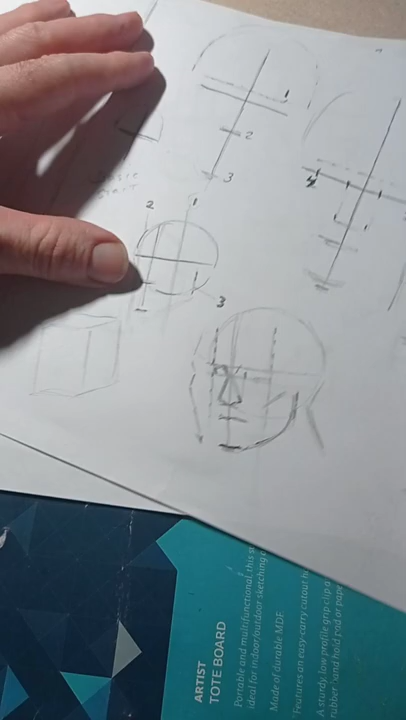 1
2
3
4
2
1
3
ARTIST
TOTE BOARD
Portable and multifunctional, this
ideal for indoor/outdoor sketching
Made of durable MDF.
Features an easy-carry cutout
A sturdy, low profile grip clip
rubber band hold pad or